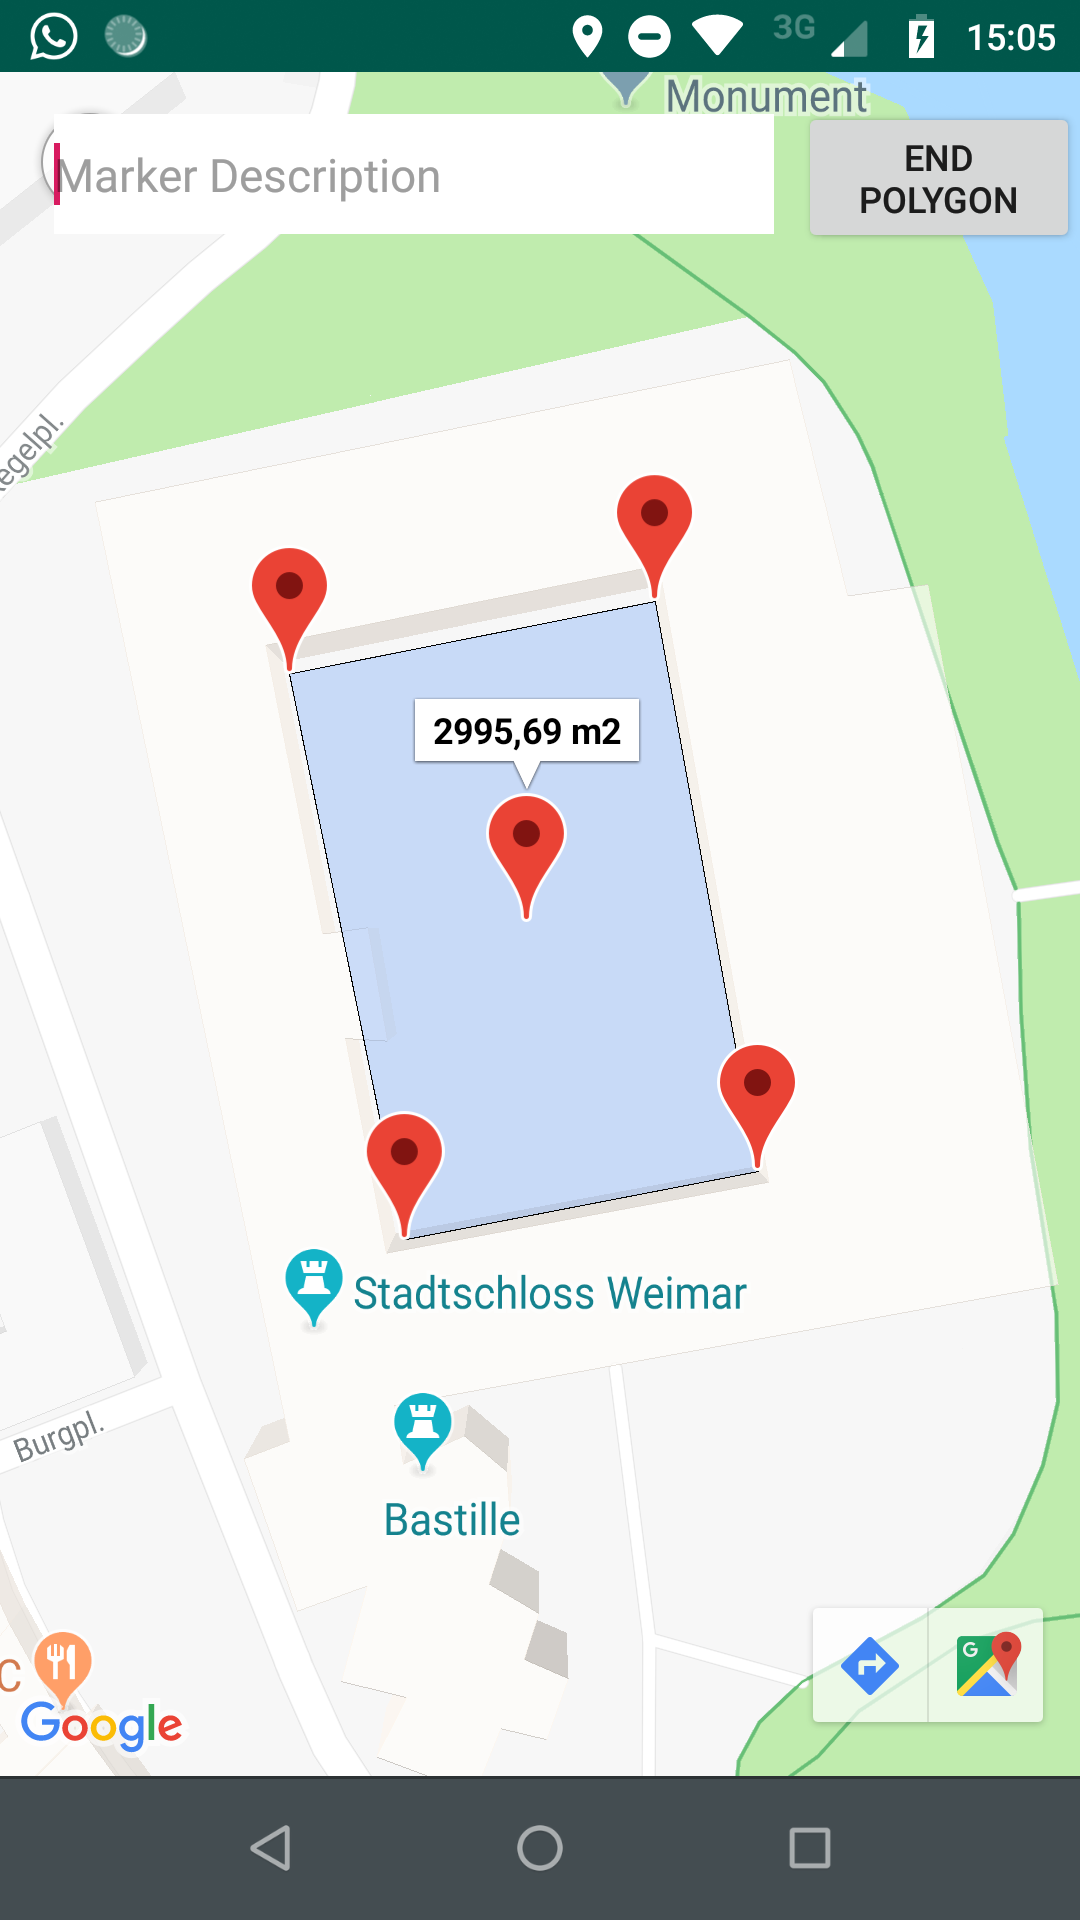 3G
15:05
Monument
Marker Description
END
POLYGON
egelpl.
2995,69 m2
Stadtschloss Weimar
Burgpl.
Bastille
C
G
Google